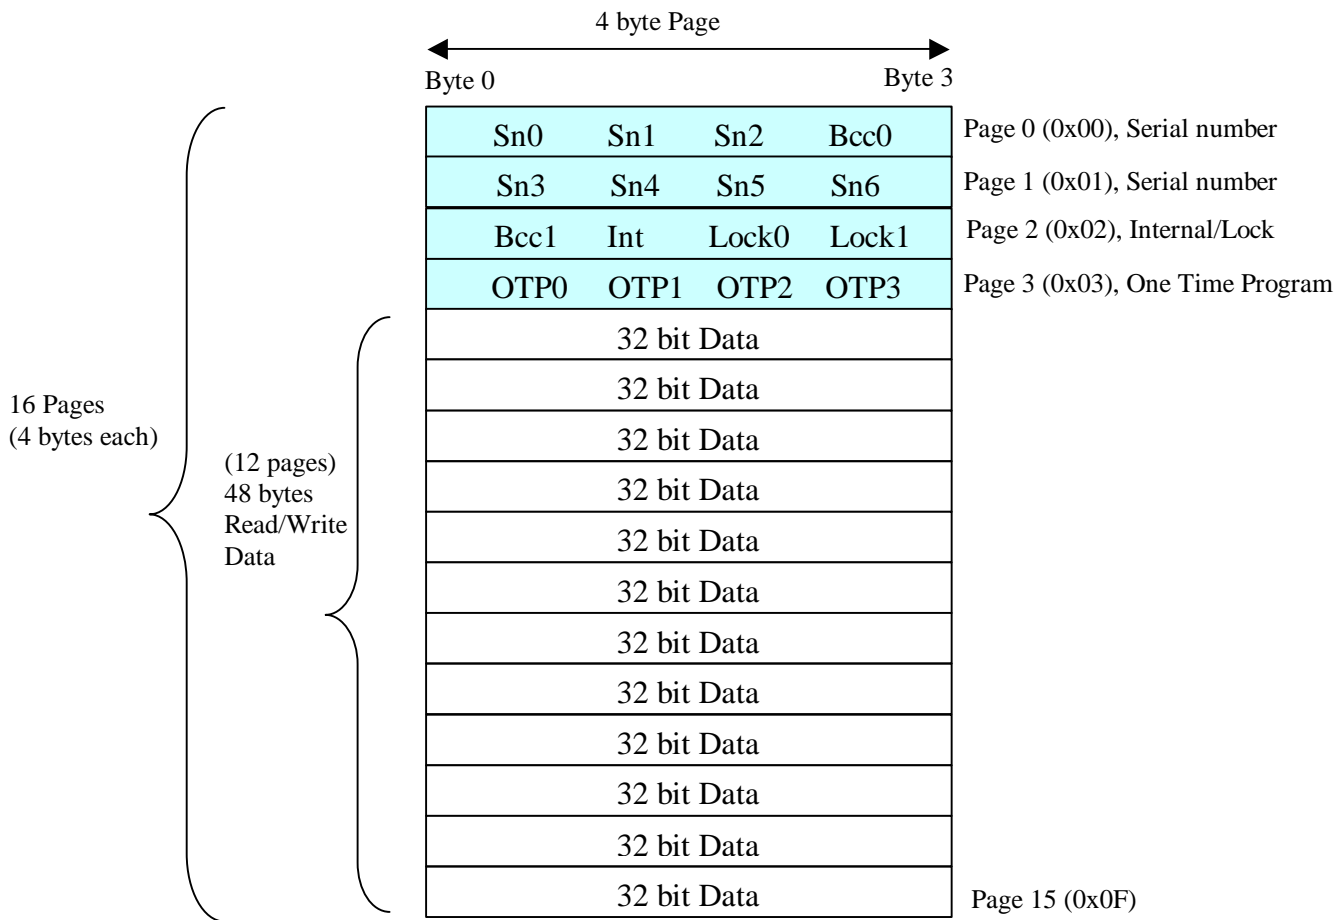 4 byte Page
Byte 0 Byte 3
Sn0 Sn1 Sn2 Bcc0 Page 0 (0x00), Serial number
Sn3 Sn4 Sn5 Sn6 Page 1 (0x01), Serial number
Bcc1 Int Lock0 Lock1 Page 2 (0x02), Internal/Lock
OTP0 OTP1 OTP2 OTP3 Page 3 (0x03), One Time Program
32 bit Data
32 bit Data
32 bit Data
32 bit Data
32 bit Data
32 bit Data
32 bit Data
32 bit Data
32 bit Data
32 bit Data
32 bit Data
32 bit Data Page 15 (0x0F)
16 Pages
(4 bytes each)
(12 pages)
48 bytes
Read/Write
Data